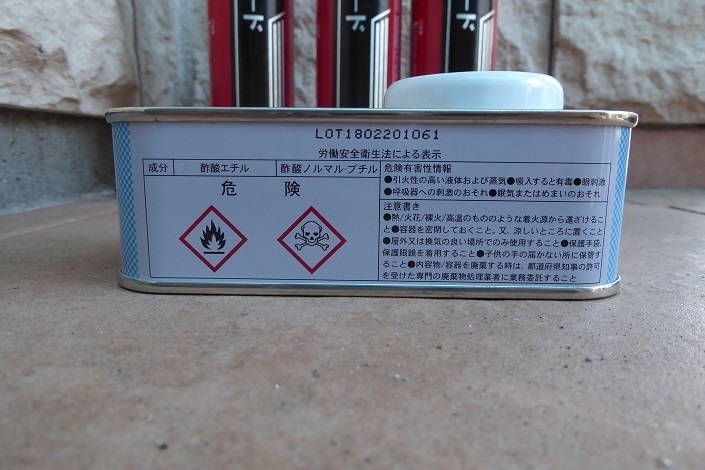 LOT1802201061
労働安全衛生法による表示
成分 酢酸エチル 酢酸ノルマル-ブチル
危険
危険有害性情報
●引火性の高い液体および蒸気●吸入すると有毒●眼刺激
●呼吸器への刺激のおそれ●眠気またはめまいのおそれ
注意書き
●熱/火花/裸火/高温のもののような着火源から遠ざけるこ
と●容器を密閉しておくこと。又、涼しいところに置くこと
●屋外又は換気の良い場所でのみ使用すること●保護手袋、
保護眼鏡を着用すること●子供の手の届かない所に保管す
ること●内容物/容器を廃棄する時は、都道府県知事の許可
を受けた専門の廃棄物処理業者に業務委託すること